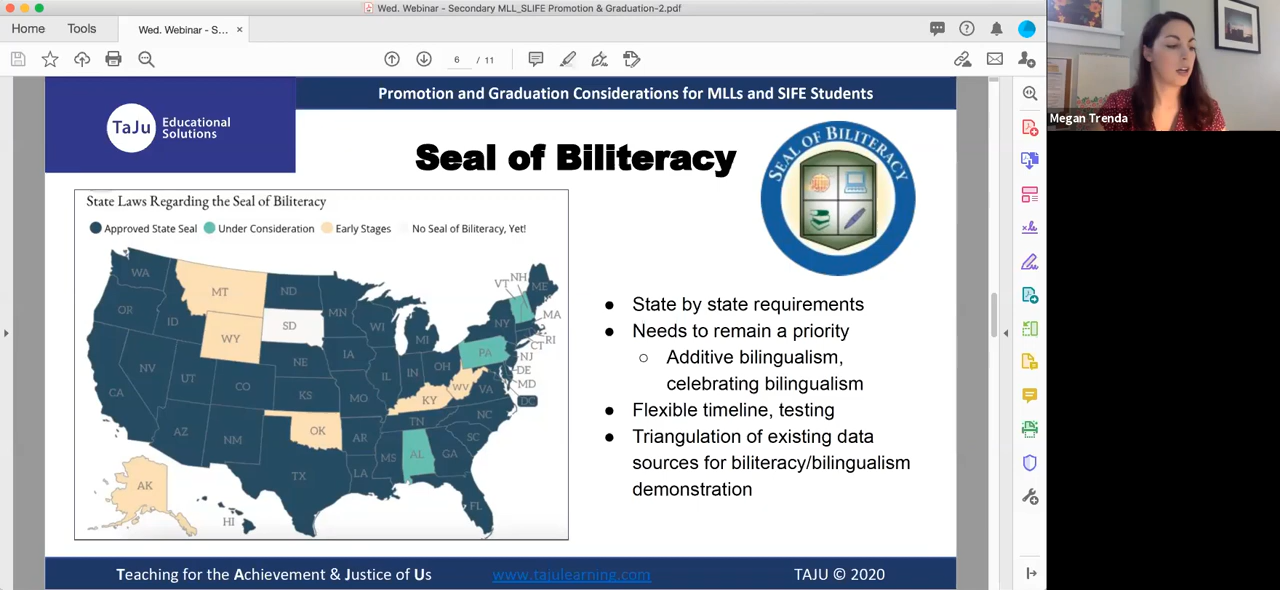 Wed. Webinar - Secondary MLL_SLIFE Promotion & Graduation-2.pdf
Home
Tools
Wed. Webinar - S... ×
6 / 11
Megan Trenda
Promotion and Graduation Considerations for MLLs and SIFE Students
TaJu
Educational
Solutions
Seal of Biliteracy
SEAL OF BILITERACY
State Laws Regarding the Seal of Biliteracy
Approved State Seal
Under Consideration
Early Stages
No Seal of Biliteracy, Yet!
WA
MT
ND
MN
VT
NH
ME
OR
ID
WY
SD
WI
MI
NY
MA
RI
CT
NV
UT
CO
NE
IA
IL
IN
OH
PA
NJ
DE
MD
DC
CA
KS
MO
KY
WV
VA
AZ
NM
OK
AR
TN
NC
SC
TX
LA
MS
AL
GA
FL
AK
HI
● State by state requirements
● Needs to remain a priority
○ Additive bilingualism,
celebrating bilingualism
● Flexible timeline, testing
● Triangulation of existing data
sources for biliteracy/bilingualism
demonstration
Teaching for the Achievement & Justice of Us
www.tajulearning.com
TAJU © 2020